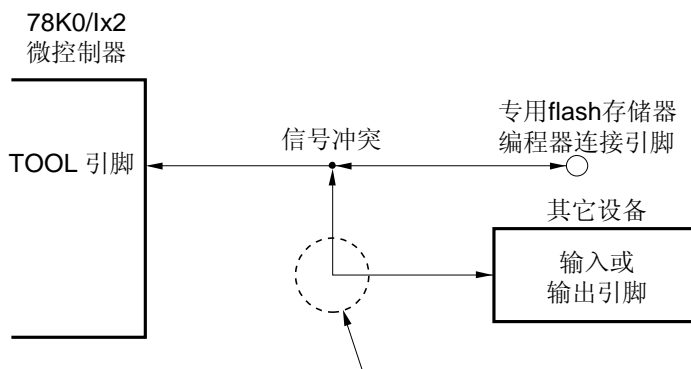 78K0/Ix2
微控制器
专用flash存储器
信号冲突
编程器连接引脚
TOOL 引脚
其它设备
输入或
输出引脚